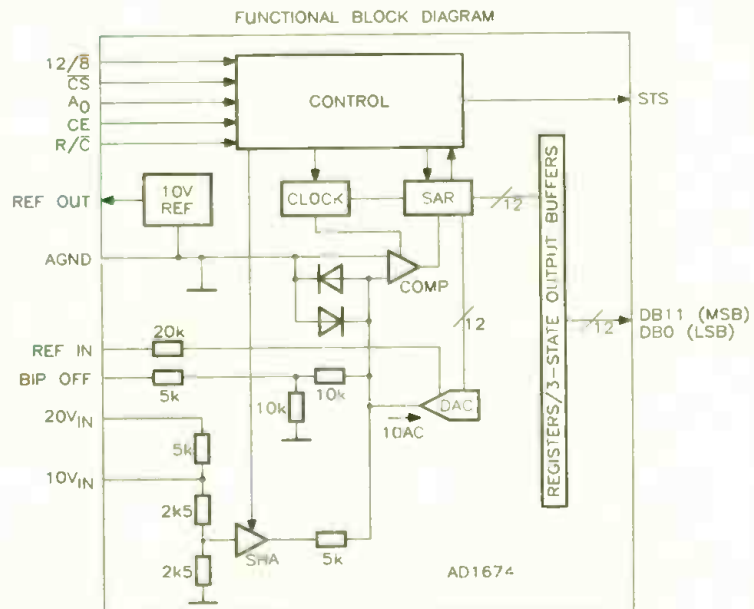 FUNCTIONAL BLOCK DIAGRAM
12/8̅
C̅S̅
A0
CE
R/C̅
CONTROL
STS
REF OUT
10V
REF
CLOCK
SAR
12
REGISTERS/3-STATE OUTPUT BUFFERS
AGND
COMP
12
12
DB11 (MSB)
DB0 (LSB)
REF IN
20k
BIP OFF
5k
10k
10k
DAC
10AC
20VIN
5k
10VIN
2k5
SHA
5k
2k5
AD1674